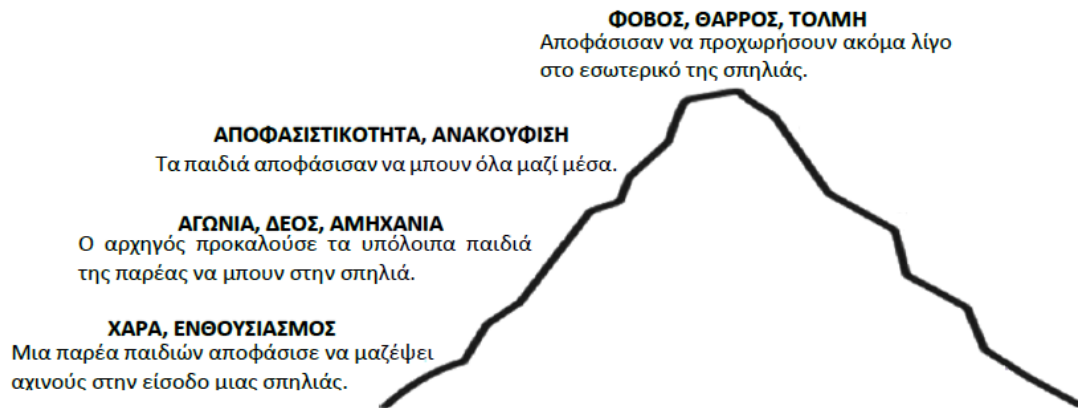 ΦΟΒΟΣ, ΘΑΡΡΟΣ, ΤΟΛΜΗ
Αποφάσισαν να προχωρήσουν ακόμα λίγο
στο εσωτερικό της σπηλιάς.
ΑΠΟΦΑΣΙΣΤΙΚΟΤΗΤΑ, ΑΝΑΚΟΥΦΙΣΗ
Τα παιδιά αποφάσισαν να μπουν όλα μαζί μέσα.
ΑΓΩΝΙΑ, ΔΕΟΣ, ΑΜΗΧΑΝΙΑ
Ο αρχηγός προκαλούσε τα υπόλοιπα παιδιά
της παρέας να μπουν στην σπηλιά.
ΧΑΡΑ, ΕΝΘΟΥΣΙΑΣΜΟΣ
Μια παρέα παιδιών αποφάσισε να μαζέψει
αχινούς στην είσοδο μιας σπηλιάς.